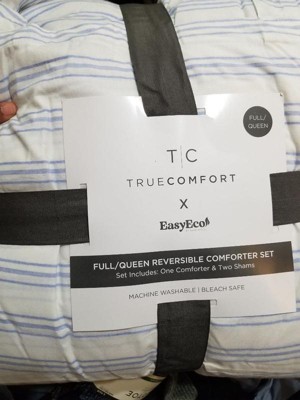 FULL/
QUEEN
T|C
TRUECOMFORT
X
EasyEco
FULL/QUEEN REVERSIBLE COMFORTER SET
Set Includes: One Comforter & Two Shams
MACHINE WASHABLE | BLEACH SAFE